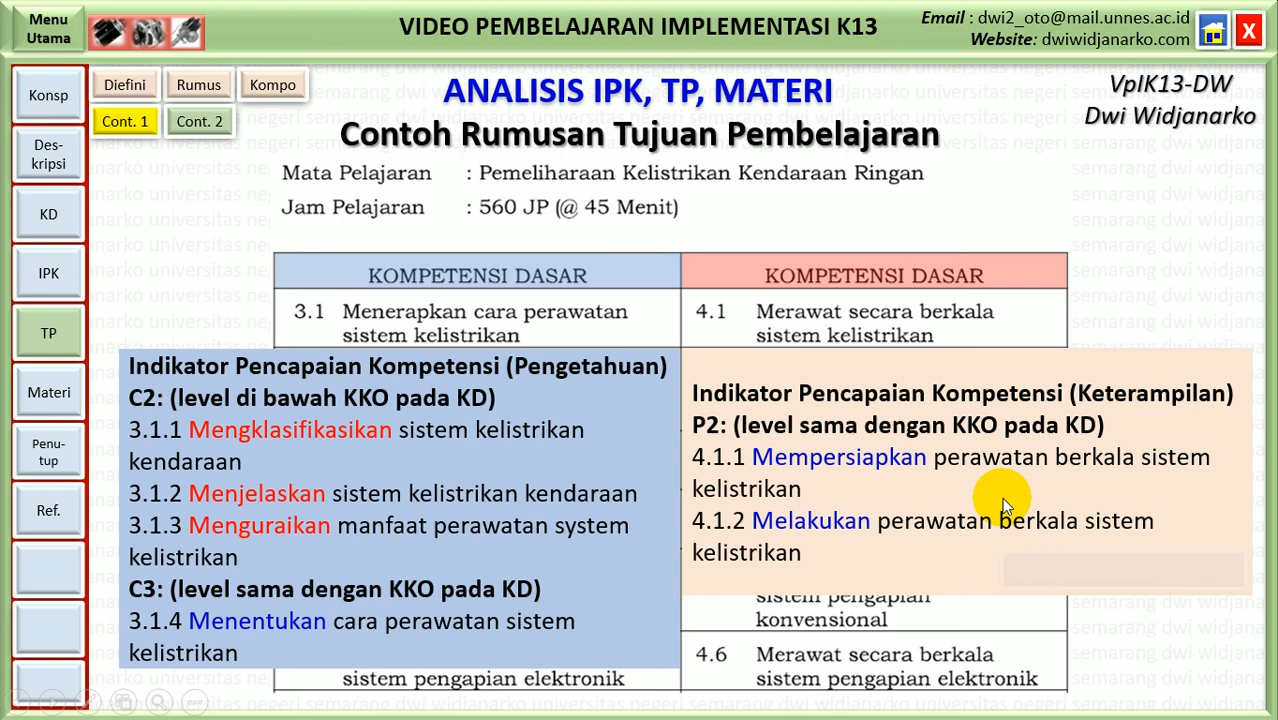 Menu
Utama
VIDEO PEMBELAJARAN IMPLEMENTASI K13
Email : dwi2_oto@mail.unnes.ac.id
Website: dwiwidjanarko.com
X
Konsp
Des-
kripsi
KD
IPK
TP
Materi
Penu-
tup
Ref.
Diefini
Rumus
Kompo
Cont. 1
Cont. 2
ANALISIS IPK, TP, MATERI
Contoh Rumusan Tujuan Pembelajaran
VpIK13-DW
Dwi Widjanarko
Mata Pelajaran : Pemeliharaan Kelistrikan Kendaraan Ringan
Jam Pelajaran : 560 JP (@ 45 Menit)
KOMPETENSI DASAR
KOMPETENSI DASAR
3.1 Menerapkan cara perawatan
sistem kelistrikan
4.1 Merawat secara berkala
sistem kelistrikan
Indikator Pencapaian Kompetensi (Pengetahuan)
C2: (level di bawah KKO pada KD)
3.1.1 Mengklasifikasikan sistem kelistrikan
kendaraan
3.1.2 Menjelaskan sistem kelistrikan kendaraan
3.1.3 Menguraikan manfaat perawatan system
kelistrikan
C3: (level sama dengan KKO pada KD)
3.1.4 Menentukan cara perawatan sistem
kelistrikan
Indikator Pencapaian Kompetensi (Keterampilan)
P2: (level sama dengan KKO pada KD)
4.1.1 Mempersiapkan perawatan berkala sistem
kelistrikan
4.1.2 Melakukan perawatan berkala sistem
kelistrikan
sistem pengapian
konvensional
sistem pengapian elektronik
4.6 Merawat secara berkala
sistem pengapian elektronik